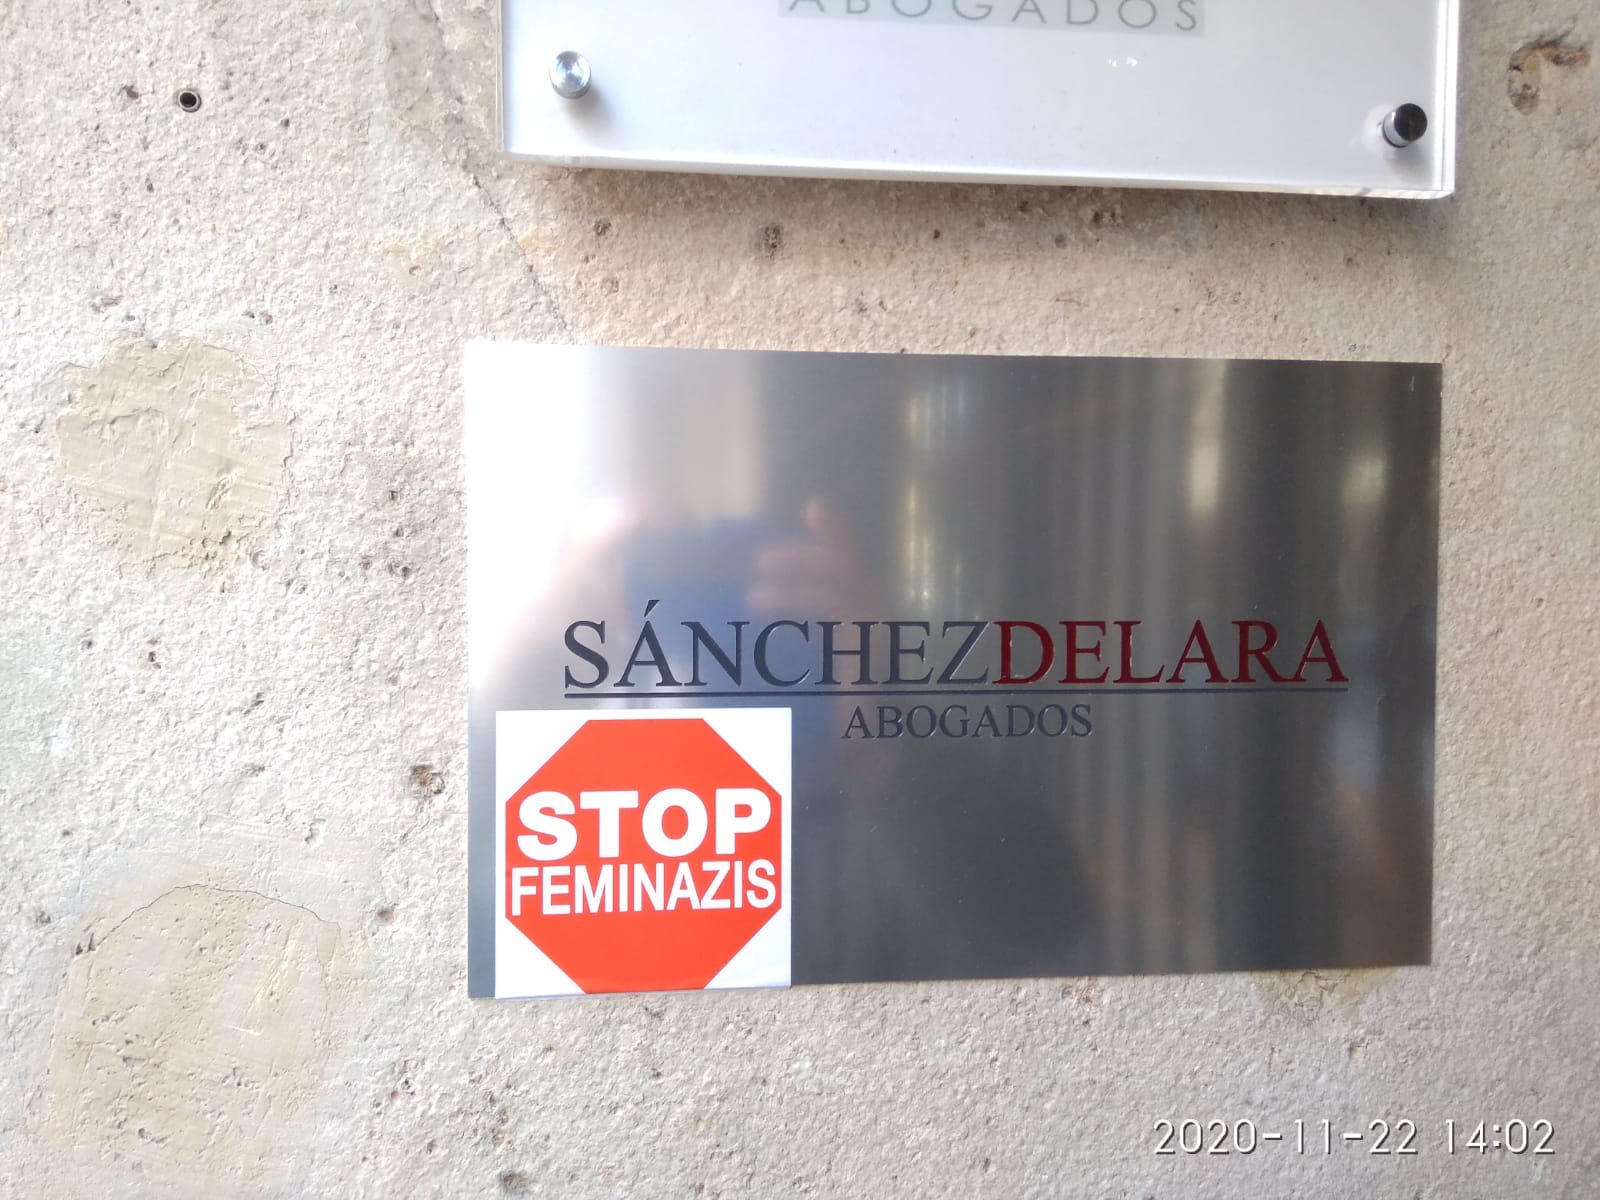 ABOGADOS
SÁNCHEZDELARA
ABOGADOS
STOP
FEMINAZIS
2020-11-22 14:02